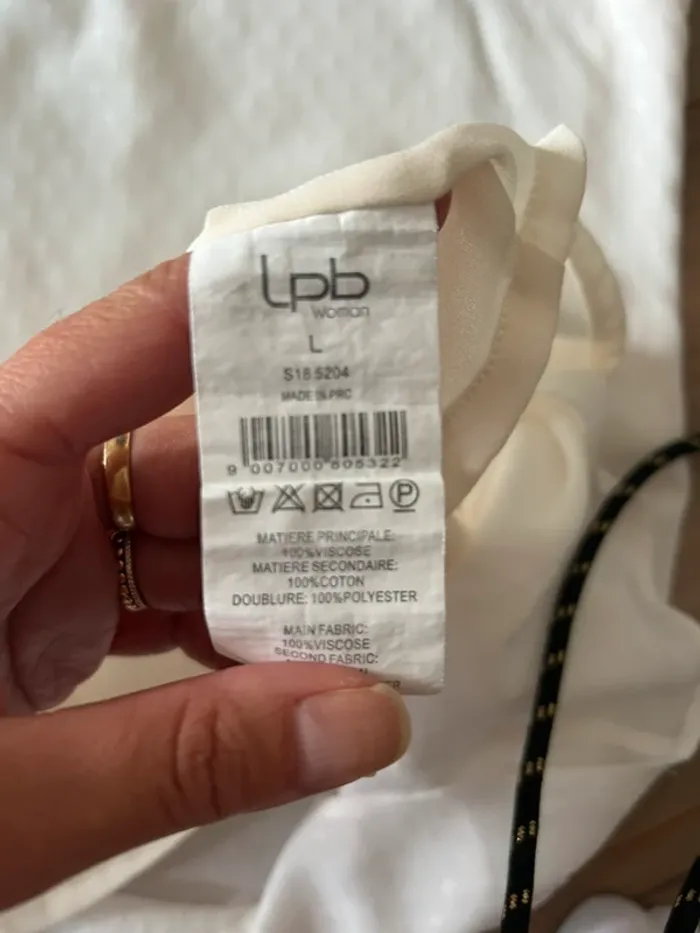 lpb
Woman
L
S18 5204
MADE IN PRC
9 007000 805322
P
MATIERE PRINCIPALE:
100%VISCOSE
MATIERE SECONDAIRE:
100%COTON
DOUBLURE: 100%POLYESTER
MAIN FABRIC:
100%VISCOSE
SECOND FABRIC: